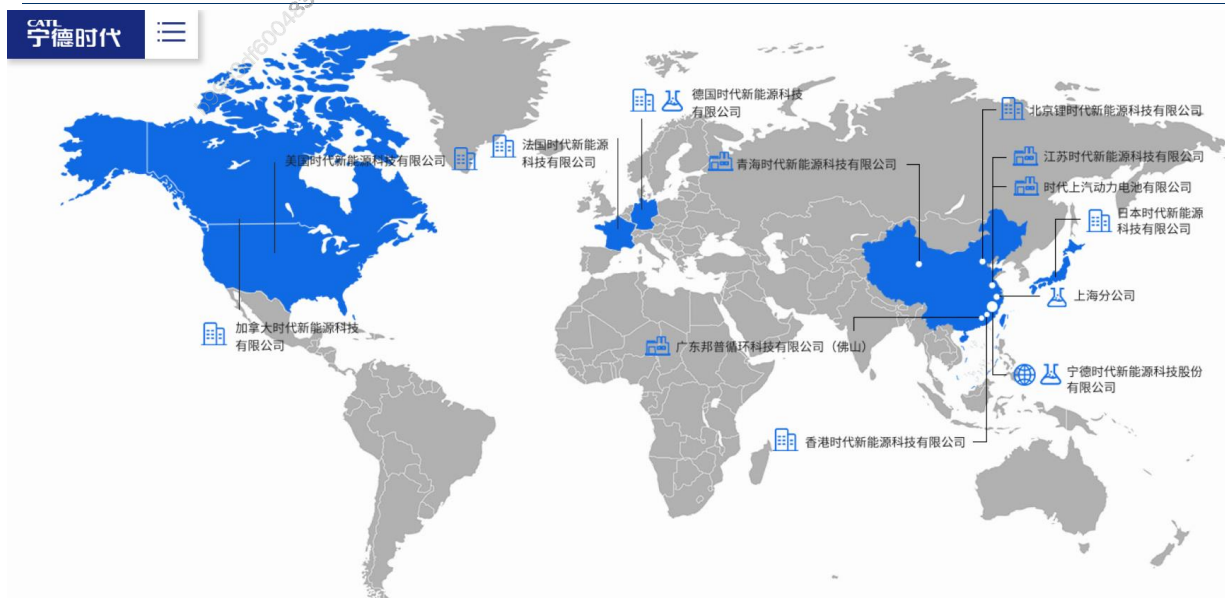 CATL
宁德时代
德国时代新能源科技
有限公司
北京锂时代新能源科技有限公司
法国时代新能源
科技有限公司
美国时代新能源科技有限公司
青海时代新能源科技有限公司
江苏时代新能源科技有限公司
时代上汽动力电池有限公司
日本时代新能源
科技有限公司
上海分公司
加拿大时代新能源科技
有限公司
广东邦普循环科技有限公司（佛山）
宁德时代新能源科技股份
有限公司
香港时代新能源科技有限公司